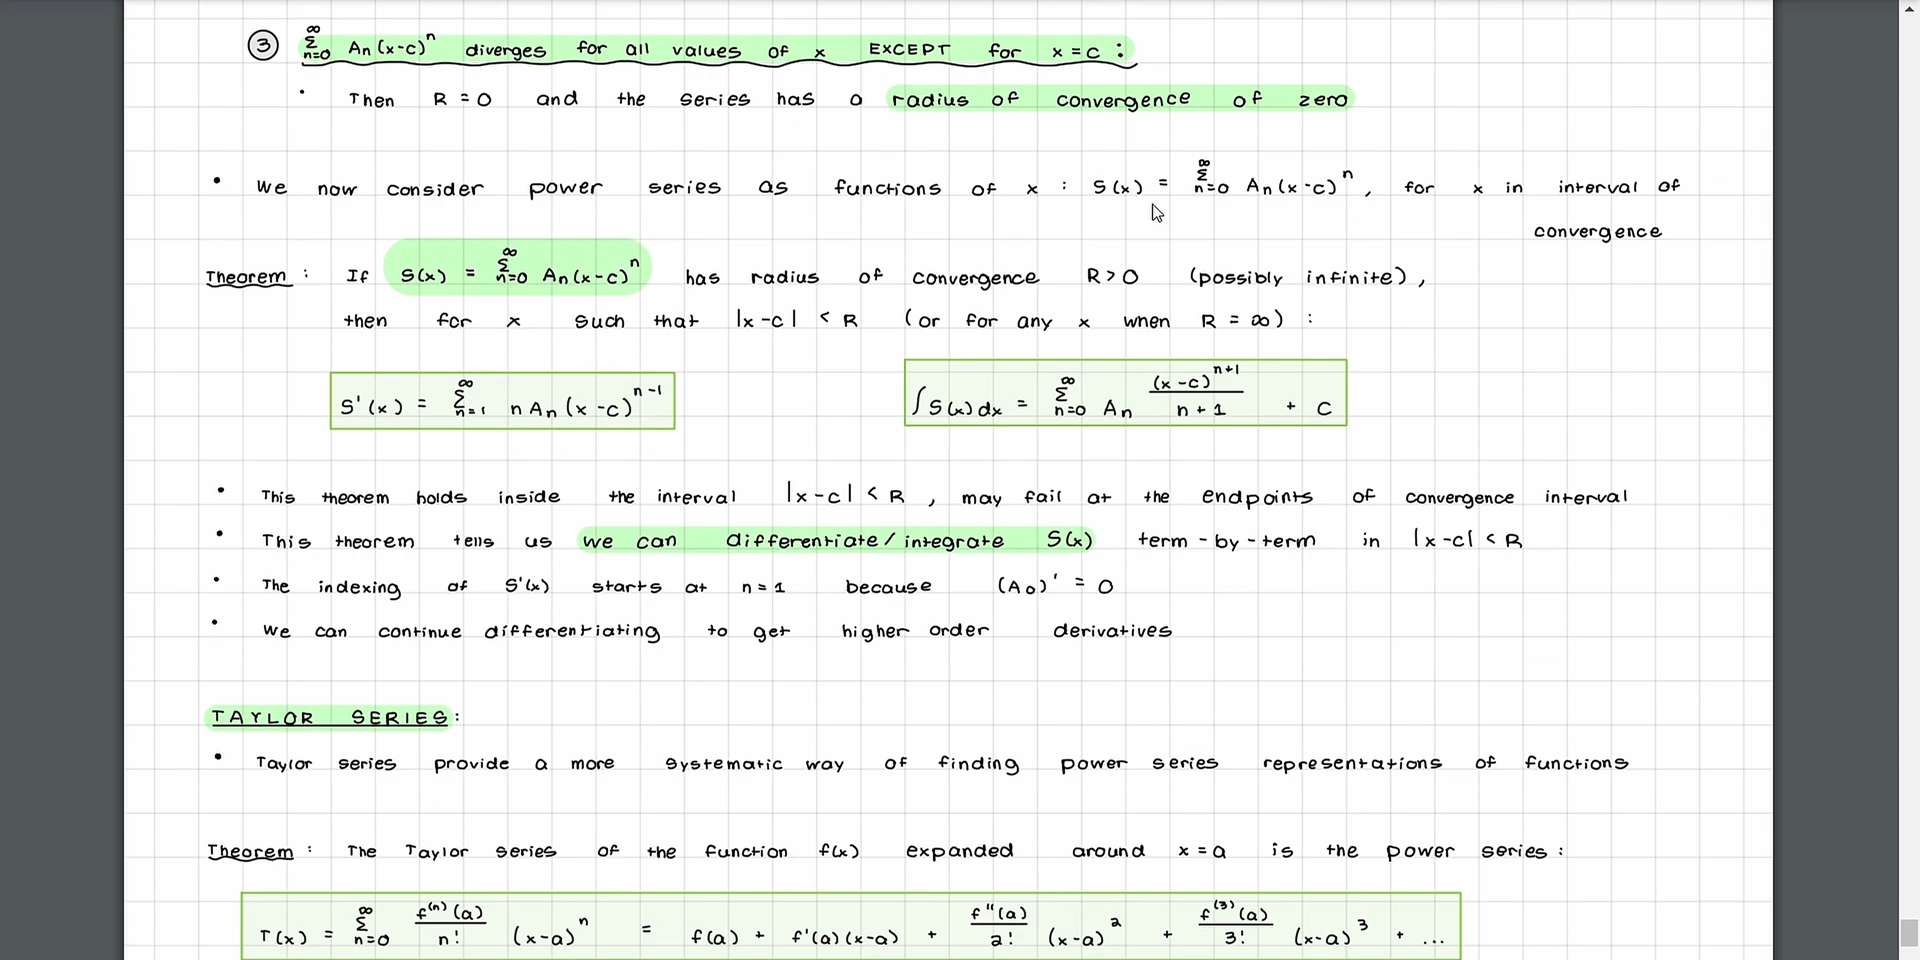 ③ ∞Σn=0 An(x-c)^n diverges for all values of x EXCEPT for x = c :
• Then R = 0 and the series has a radius of convergence of zero
• We now consider power series as functions of x : S(x) = ∞Σn=0 An(x-c)^n , for x in interval of
convergence
Theorem : If S(x) = ∞Σn=0 An(x-c)^n has radius of convergence R > 0 (possibly infinite) ,
then for x such that |x-c| < R (or for any x when R = ∞) :
S'(x) = ∞Σn=1 n An(x-c)^n-1
∫S(x)dx = ∞Σn=0 An (x-c)^n+1 / n+1 + C
• This theorem holds inside the interval |x-c| < R , may fail at the endpoints of convergence interval
• This theorem tells us we can differentiate/integrate S(x) term-by-term in |x-c| < R
• The indexing of S'(x) starts at n = 1 because (A0)' = 0
• We can continue differentiating to get higher order derivatives
TAYLOR SERIES :
• Taylor series provide a more systematic way of finding power series representations of functions
Theorem : The Taylor series of the function f(x) expanded around x = a is the power series :
T(x) = ∞Σn=0 f^(n)(a) / n! (x-a)^n = f(a) + f'(a)(x-a) + f''(a) / 2! (x-a)^2 + f^(3)(a) / 3! (x-a)^3 + ...